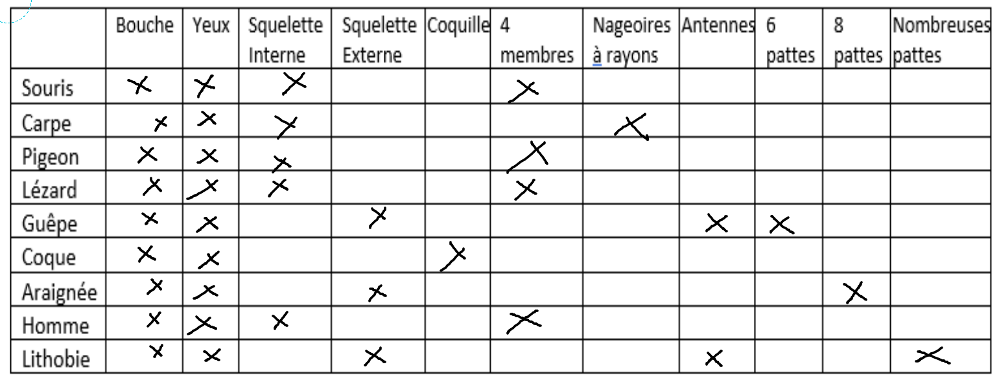 Bouche Yeux Squelette Squelette Coquille 4 Nageoires Antennes 6 8 Nombreuses
Interne Externe membres à rayons pattes pattes pattes
Souris X X X X
Carpe X X X X
Pigeon X X X X
Lézard X X X X
Guêpe X X X X X
Coque X X X
Araignée X X X X
Homme X X X X
Lithobie X X X X X